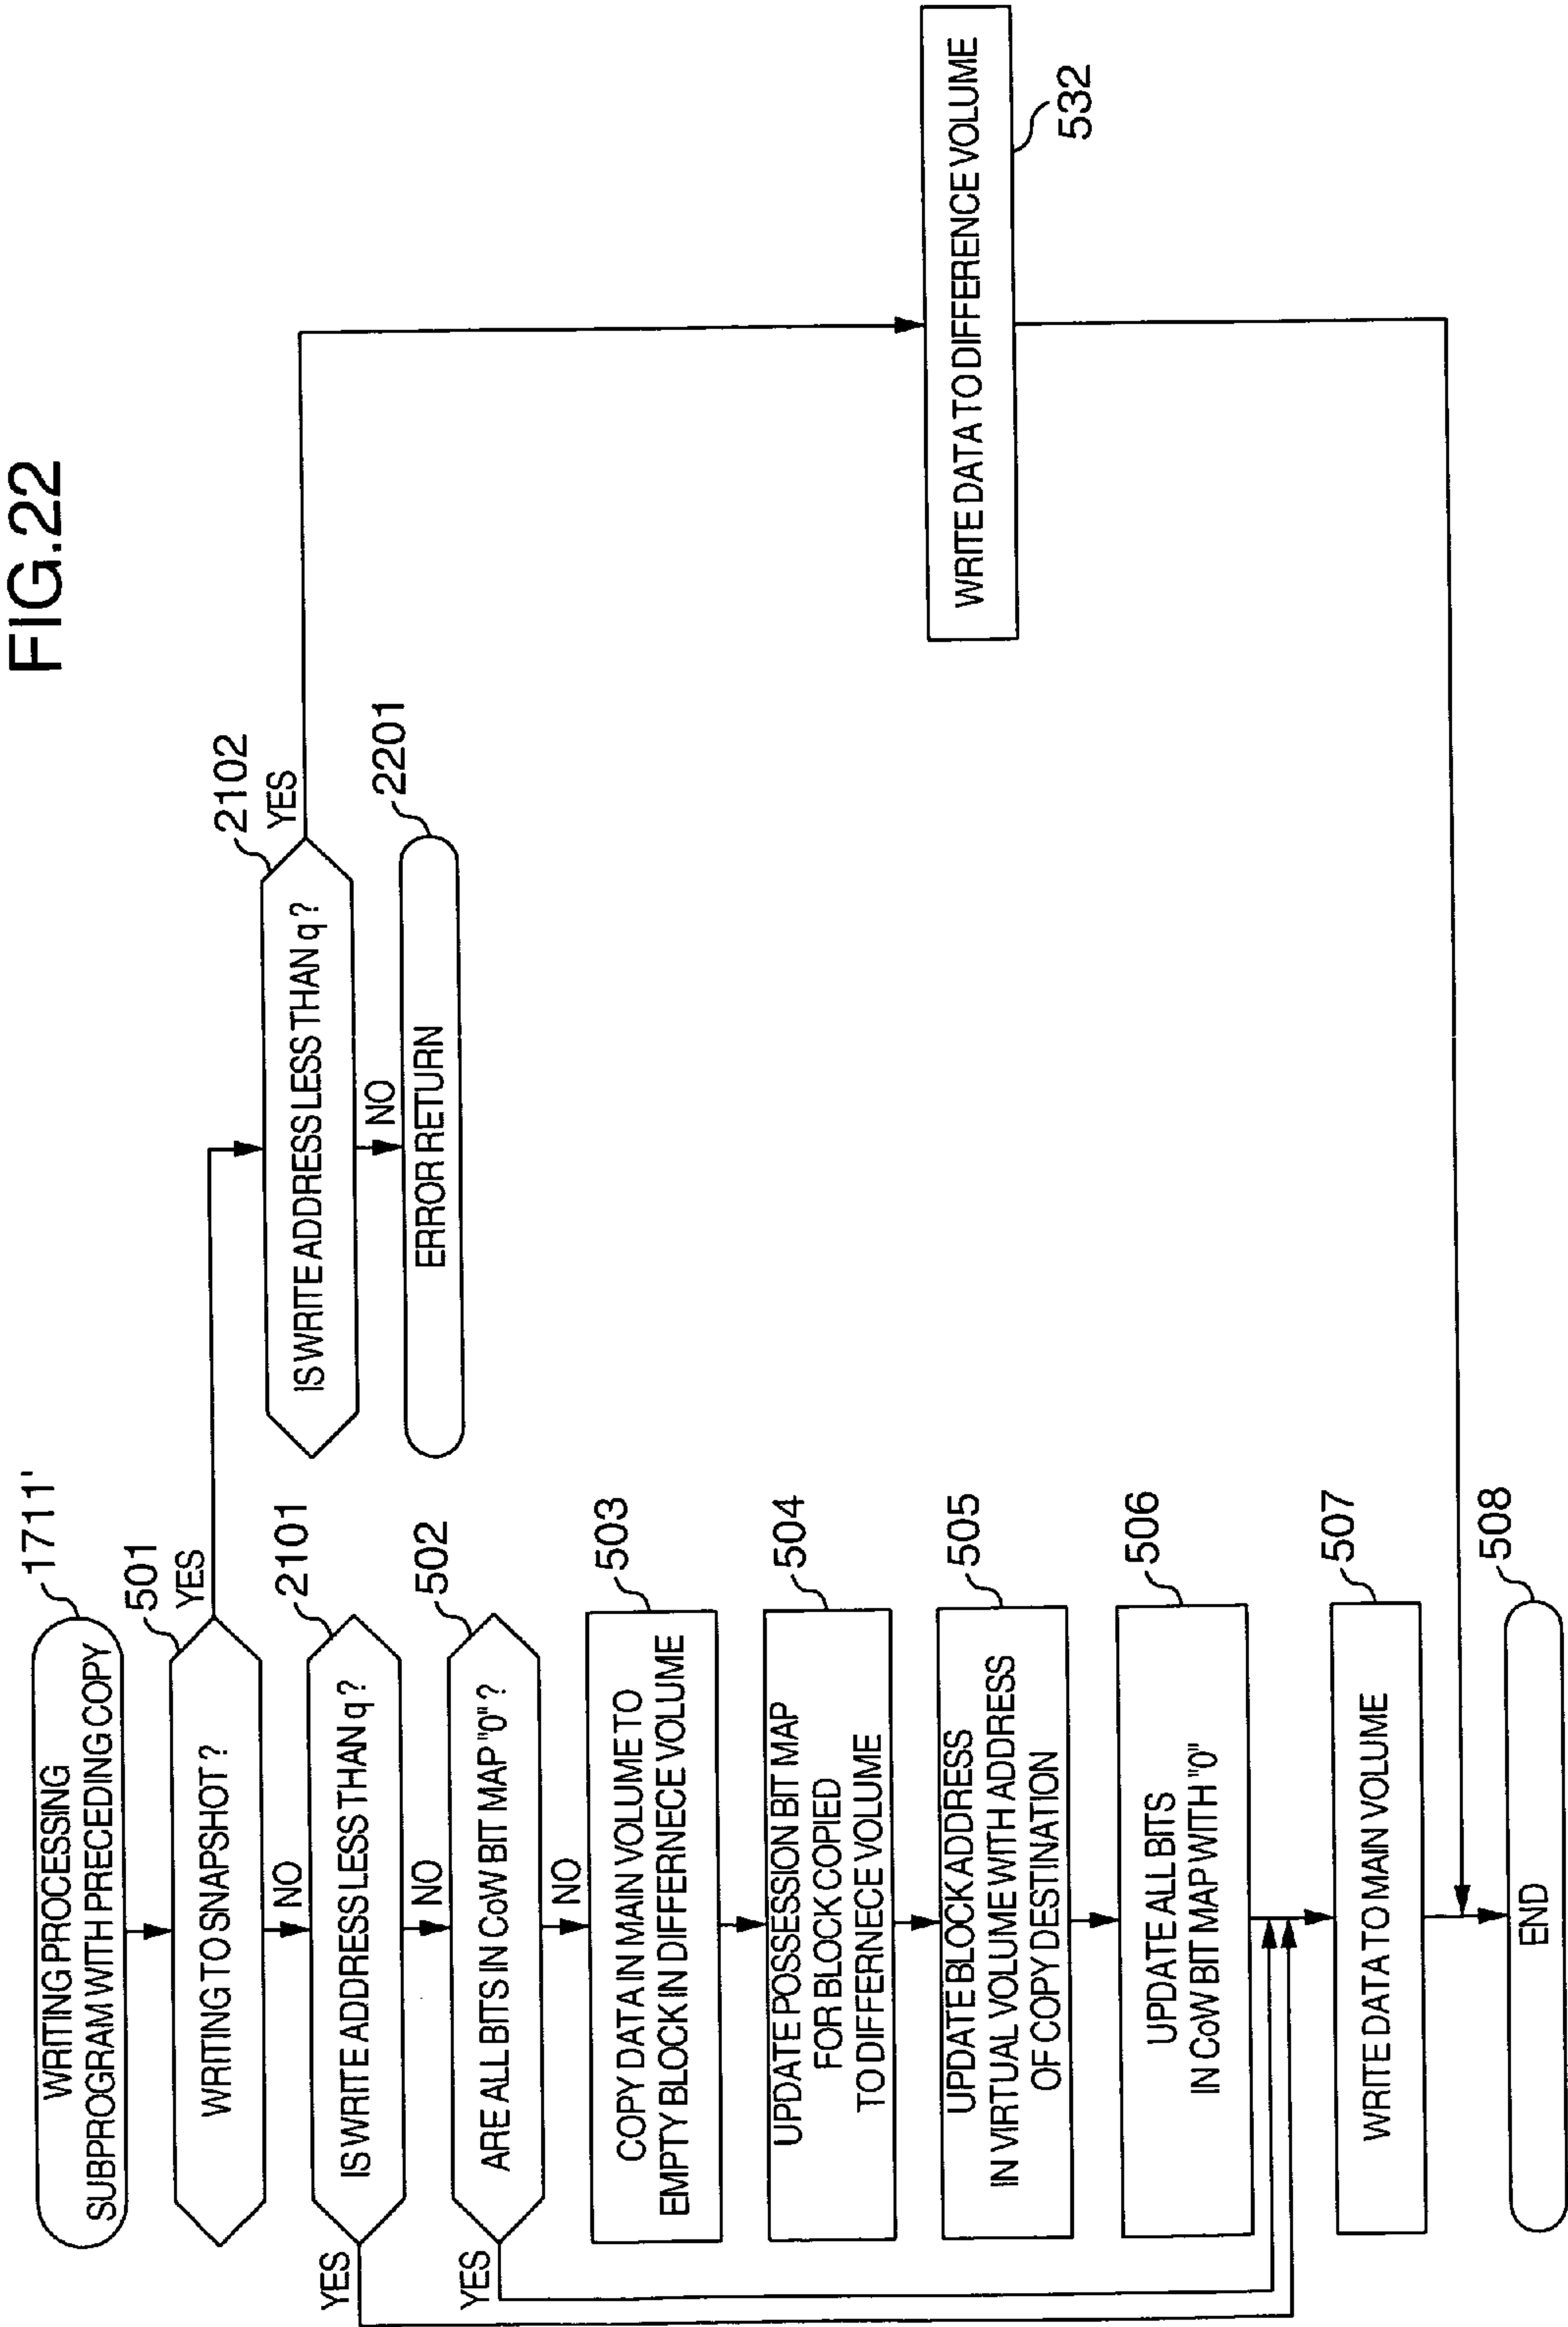 FIG.22
WRITING PROCESSING
SUBPROGRAM WITH PRECEDING COPY
1711'
501
WRITING TO SNAPSHOT ?
YES
NO
2101
IS WRITE ADDRESS LESS THAN q ?
YES
NO
502
ARE ALL BITS IN CoW BIT MAP "0" ?
YES
NO
503
COPY DATA IN MAIN VOLUME TO
EMPTY BLOCK IN DIFFERNECE VOLUME
504
UPDATE POSSESSION BIT MAP
FOR BLOCK COPIED
TO DIFFERNECE VOLUME
505
UPDATE BLOCK ADDRESS
IN VIRTUAL VOLUME WITH ADDRESS
OF COPY DESTINATION
506
UPDATE ALL BITS
IN CoW BIT MAP WITH "0"
507
WRITE DATA TO MAIN VOLUME
508
END
2102
IS WRITE ADDRESS LESS THAN q ?
YES
NO
2201
ERROR RETURN
WRITE DATA TO DIFFERENCE VOLUME
532